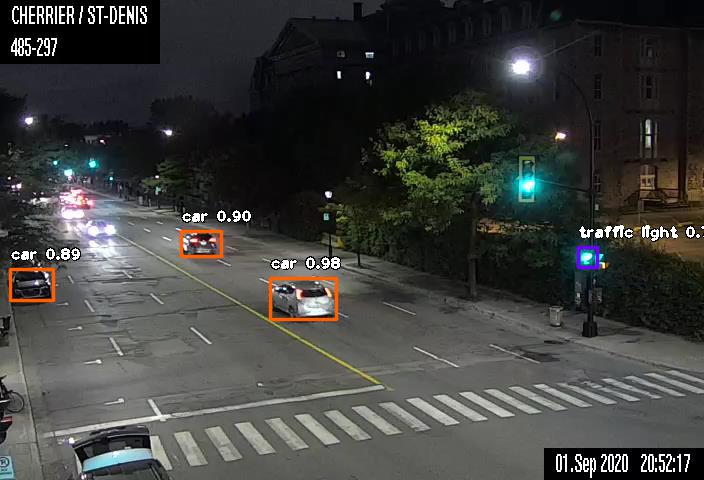 CHERRIER / ST-DENIS
485-297
car 0.90
traffic light 0.7
car 0.89
car 0.98
01.Sep 2020 20:52:17